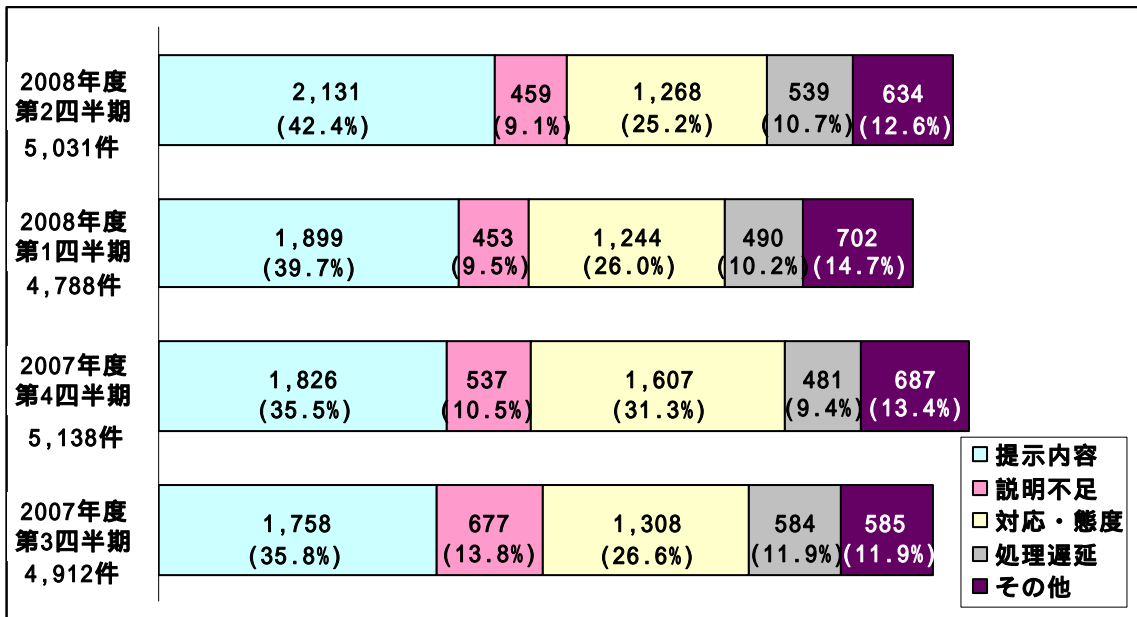 2008年度
第2四半期
5,031件
2,131 459 1,268 539 634
(42.4%) (9.1%) (25.2%) (10.7%) (12.6%)
2008年度
第1四半期
4,788件
1,899 453 1,244 490 702
(39.7%) (9.5%) (26.0%) (10.2%) (14.7%)
2007年度
第4四半期
5,138件
1,826 537 1,607 481 687
(35.5%) (10.5%) (31.3%) (9.4%) (13.4%)
2007年度
第3四半期
4,912件
1,758 677 1,308 584 585
(35.8%) (13.8%) (26.6%) (11.9%) (11.9%)
提示内容
説明不足
対応・態度
処理遅延
その他